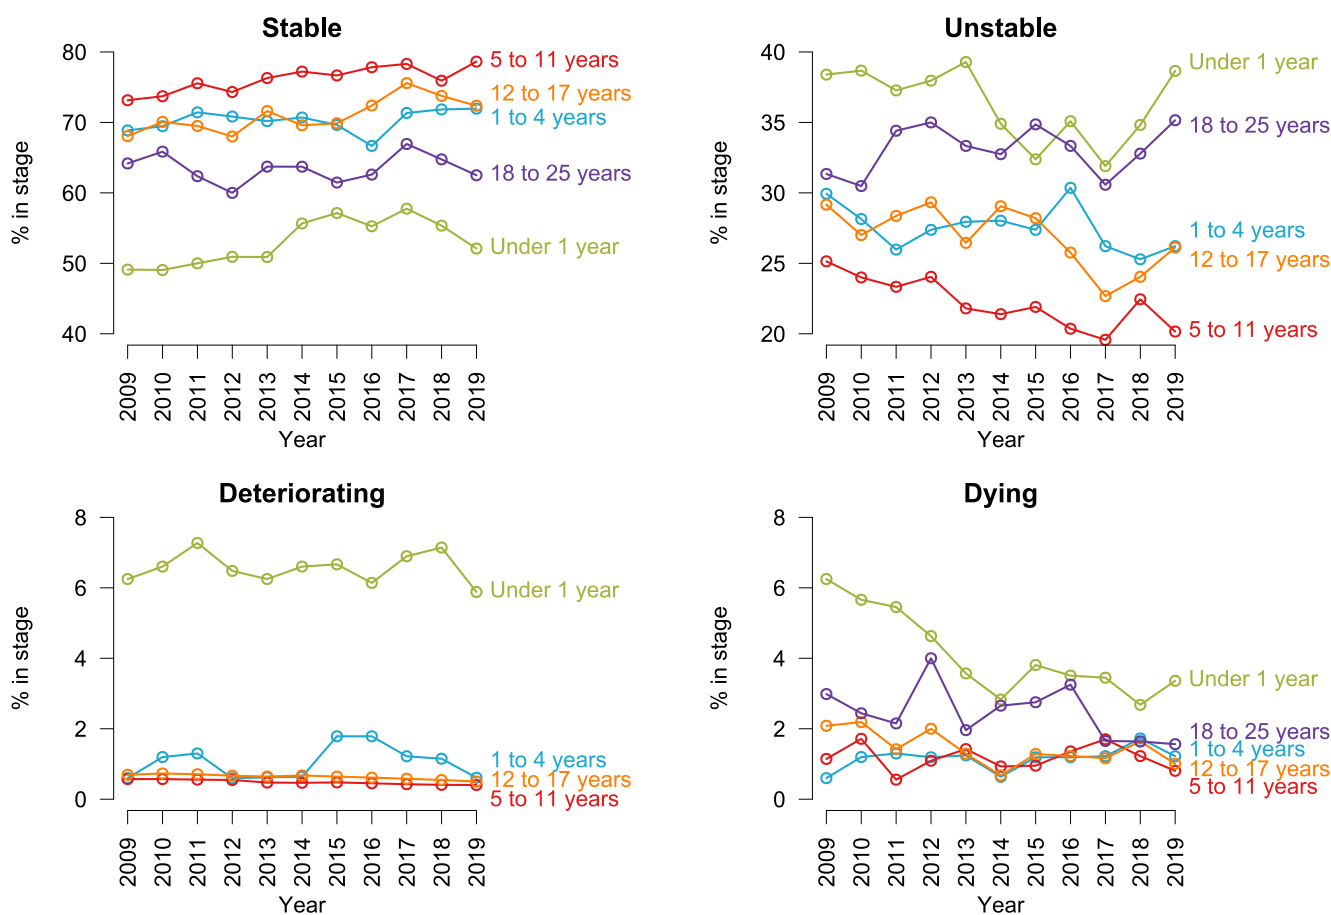 Stable
80
70
60
50
40
% in stage
5 to 11 years
12 to 17 years
1 to 4 years
18 to 25 years
Under 1 year
2009 2010 2011 2012 2013 2014 2015 2016 2017 2018 2019
Year
Unstable
40
35
30
25
20
% in stage
Under 1 year
18 to 25 years
1 to 4 years
12 to 17 years
5 to 11 years
2009 2010 2011 2012 2013 2014 2015 2016 2017 2018 2019
Year
Deteriorating
8
6
4
2
0
% in stage
Under 1 year
1 to 4 years
12 to 17 years
5 to 11 years
2009 2010 2011 2012 2013 2014 2015 2016 2017 2018 2019
Year
Dying
8
6
4
2
0
% in stage
Under 1 year
18 to 25 years
1 to 4 years
12 to 17 years
5 to 11 years
2009 2010 2011 2012 2013 2014 2015 2016 2017 2018 2019
Year